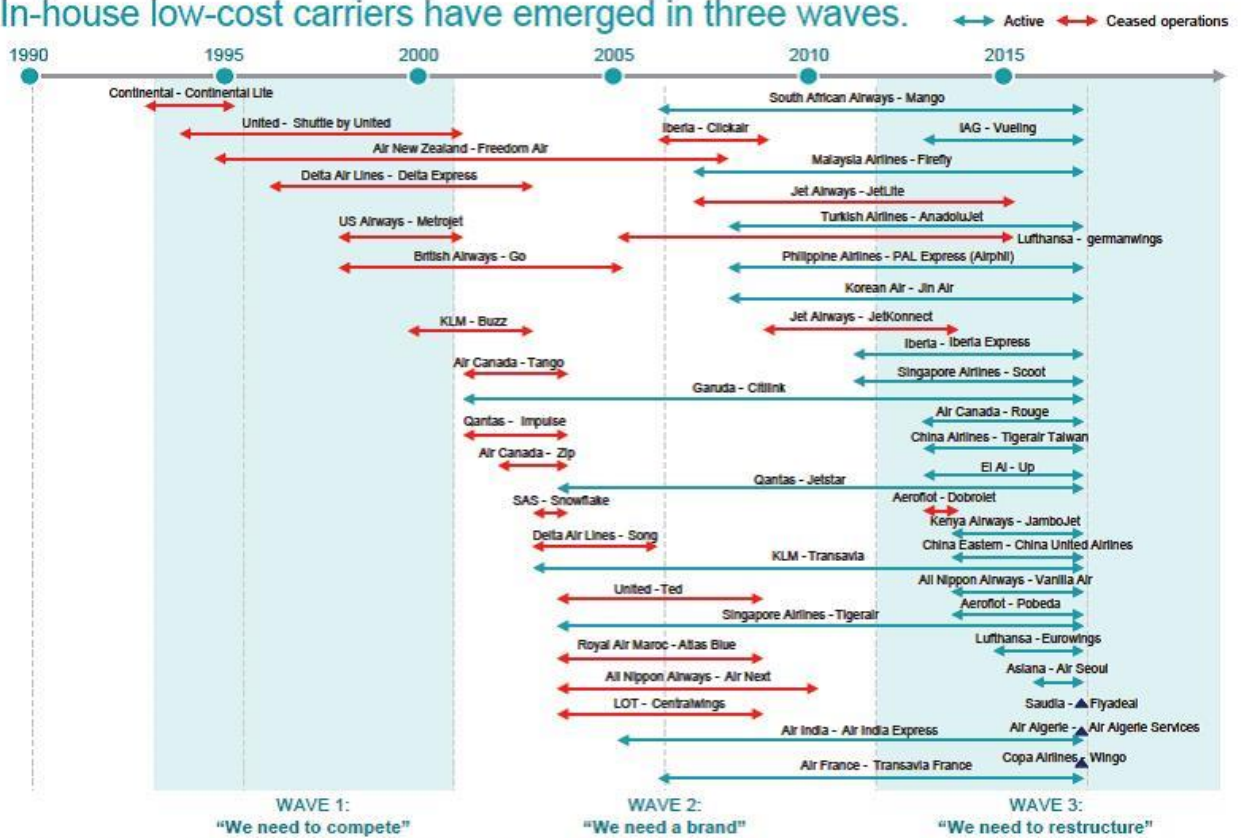 In-house low-cost carriers have emerged in three waves.
Active
Ceased operations
1990
1995
2000
2005
2010
2015
Continental - Continental Lite
South African Airways - Mango
United - Shuttle by United
Iberia - Clickair
IAG - Vueling
Air New Zealand - Freedom Air
Malaysia Airlines - Firefly
Delta Air Lines - Delta Express
Jet Airways - JetLite
US Airways - Metrojet
Turkish Airlines - AnadoluJet
Lufthansa - germanwings
British Airways - Go
Philippine Airlines - PAL Express (Airphil)
Korean Air - Jin Air
KLM - Buzz
Jet Airways - JetKonnect
Iberia - Iberia Express
Air Canada - Tango
Singapore Airlines - Scoot
Garuda - Citilink
Air Canada - Rouge
Qantas - Impulse
China Airlines - Tigerair Taiwan
Air Canada - Zip
El Al - Up
Qantas - Jetstar
SAS - Snowflake
Aeroflot - Dobrolet
Kenya Airways - JamboJet
Delta Air Lines - Song
China Eastern - China United Airlines
KLM - Transavia
All Nippon Airways - Vanilla Air
United - Ted
Aeroflot - Pobeda
Singapore Airlines - Tigerair
Royal Air Maroc - Atlas Blue
Lufthansa - Eurowings
Asiana - Air Seoul
All Nippon Airways - Air Next
LOT - Centralwings
Saudia - Flyadeal
Air India - Air India Express
Air Algerie - Air Algerie Services
Air France - Transavia France
Copa Airlines - Wingo
WAVE 1:
"We need to compete"
WAVE 2:
"We need a brand"
WAVE 3:
"We need to restructure"